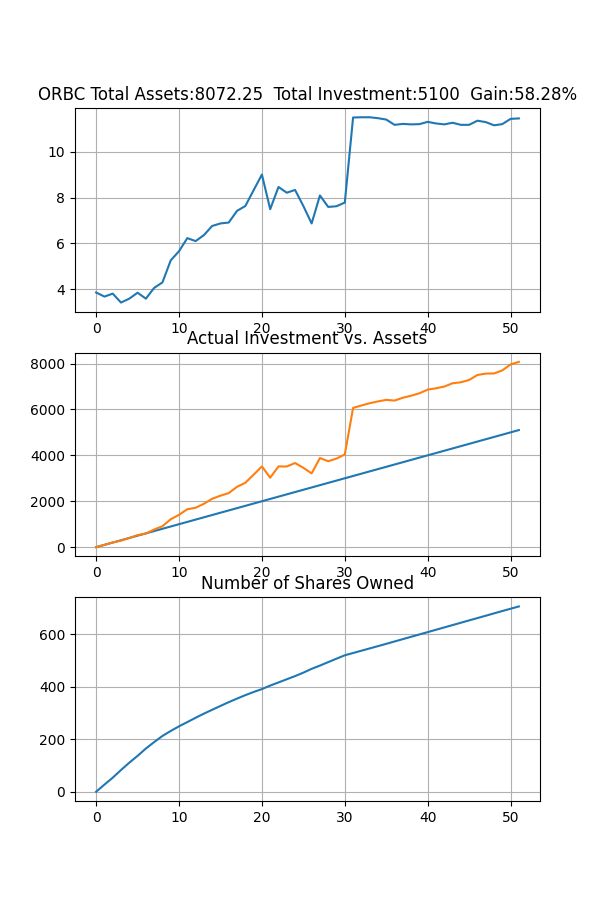 ORBC Total Assets:8072.25  Total Investment:5100  Gain:58.28%
10
8
6
4
0 10 20 30 40 50
Actual Investment vs. Assets
8000
6000
4000
2000
0
0 10 20 30 40 50
Number of Shares Owned
600
400
200
0
0 10 20 30 40 50